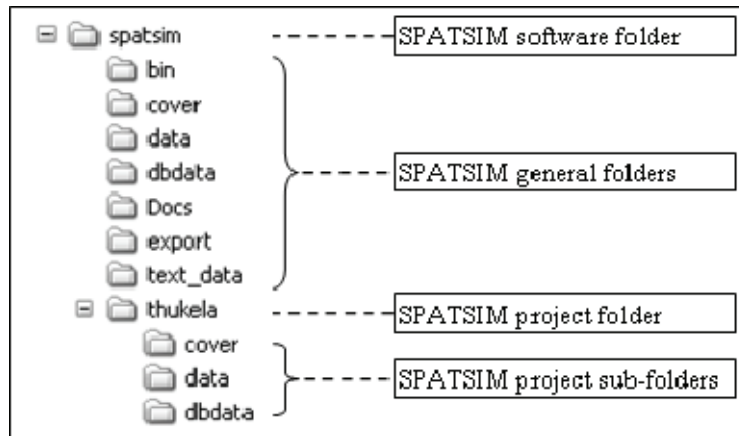 spatsim SPATSIM software folder
bin
cover
data
dbdata SPATSIM general folders
Docs
export
text_data
thukela SPATSIM project folder
cover
data SPATSIM project sub-folders
dbdata